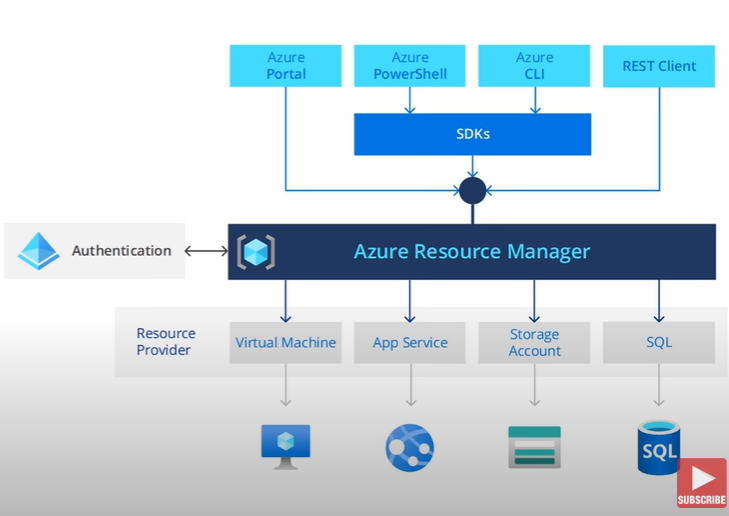 Azure
Portal
Azure
PowerShell
Azure
CLI
REST Client
SDKs
Authentication
Azure Resource Manager
Resource
Provider
Virtual Machine
App Service
Storage
Account
SQL
SQL
SUBSCRIBE